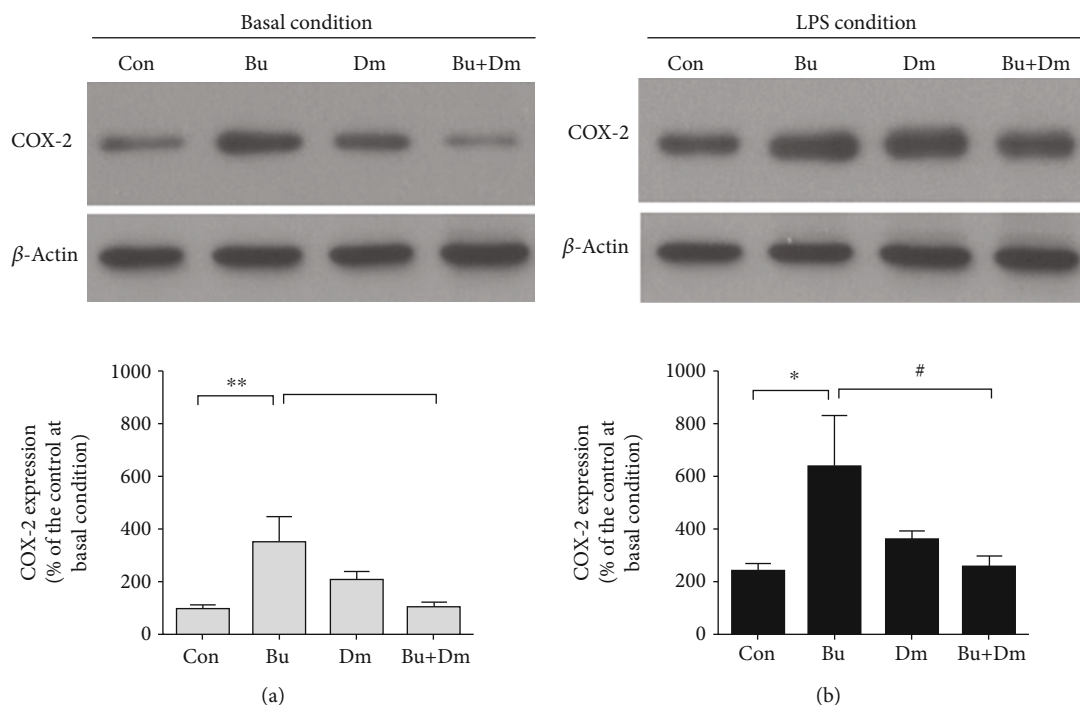 Basal condition
Con Bu Dm Bu+Dm
COX-2
β-Actin
COX-2 expression
(% of the control at
basal condition)
1000
800
600
400
200
0
**
Con Bu Dm Bu+Dm
(a)
LPS condition
Con Bu Dm Bu+Dm
COX-2
β-Actin
COX-2 expression
(% of the control at
basal condition)
1000
800
600
400
200
0
*
#
Con Bu Dm Bu+Dm
(b)